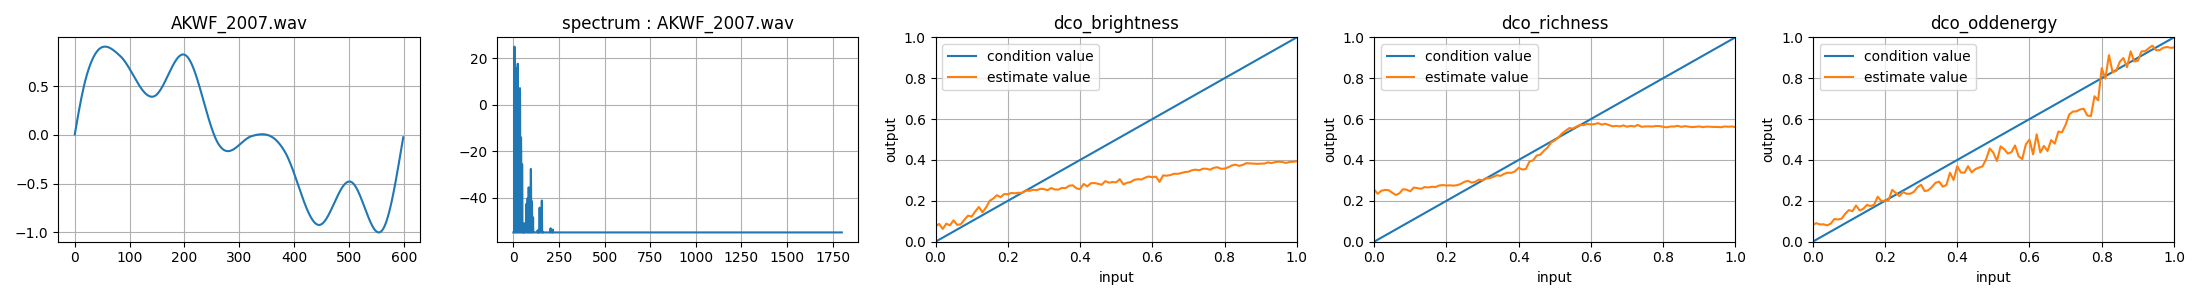 AKWF_2007.wav
0.5
0.0
−0.5
−1.0
0 100 200 300 400 500 600
spectrum : AKWF_2007.wav
20
0
−20
−40
0 250 500 750 1000 1250 1500 1750
dco_brightness
condition value
estimate value
output
1.0
0.8
0.6
0.4
0.2
0.0
0.0 0.2 0.4 0.6 0.8 1.0
input
dco_richness
condition value
estimate value
output
1.0
0.8
0.6
0.4
0.2
0.0
0.0 0.2 0.4 0.6 0.8 1.0
input
dco_oddenergy
condition value
estimate value
output
1.0
0.8
0.6
0.4
0.2
0.0
0.0 0.2 0.4 0.6 0.8 1.0
input